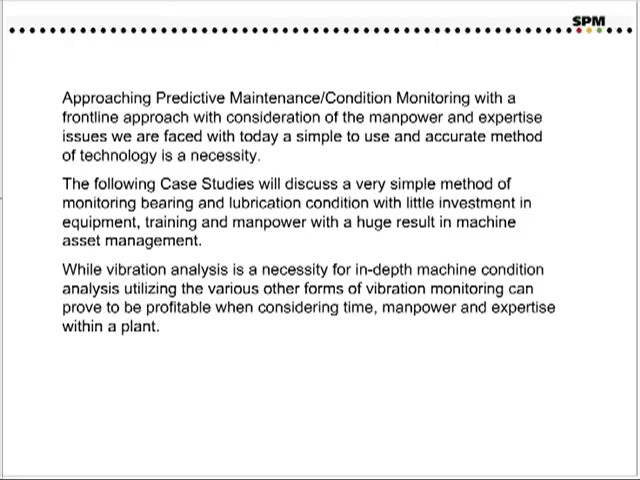 SPM
Approaching Predictive Maintenance/Condition Monitoring with a
frontline approach with consideration of the manpower and expertise
issues we are faced with today a simple to use and accurate method
of technology is a necessity.
The following Case Studies will discuss a very simple method of
monitoring bearing and lubrication condition with little investment in
equipment, training and manpower with a huge result in machine
asset management.
While vibration analysis is a necessity for in-depth machine condition
analysis utilizing the various other forms of vibration monitoring can
prove to be profitable when considering time, manpower and expertise
within a plant.